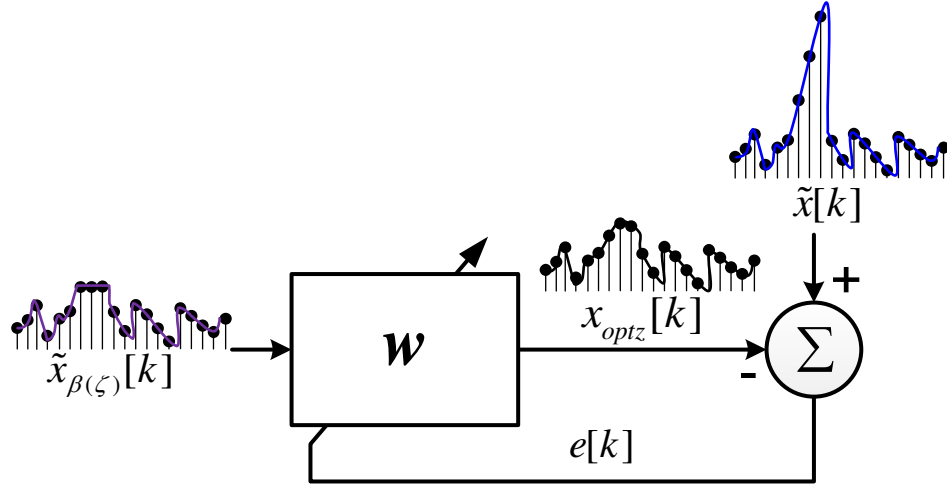 x̃[k]
+
x_optz[k]
x̃_β(ζ)[k]
w
Σ
-
e[k]